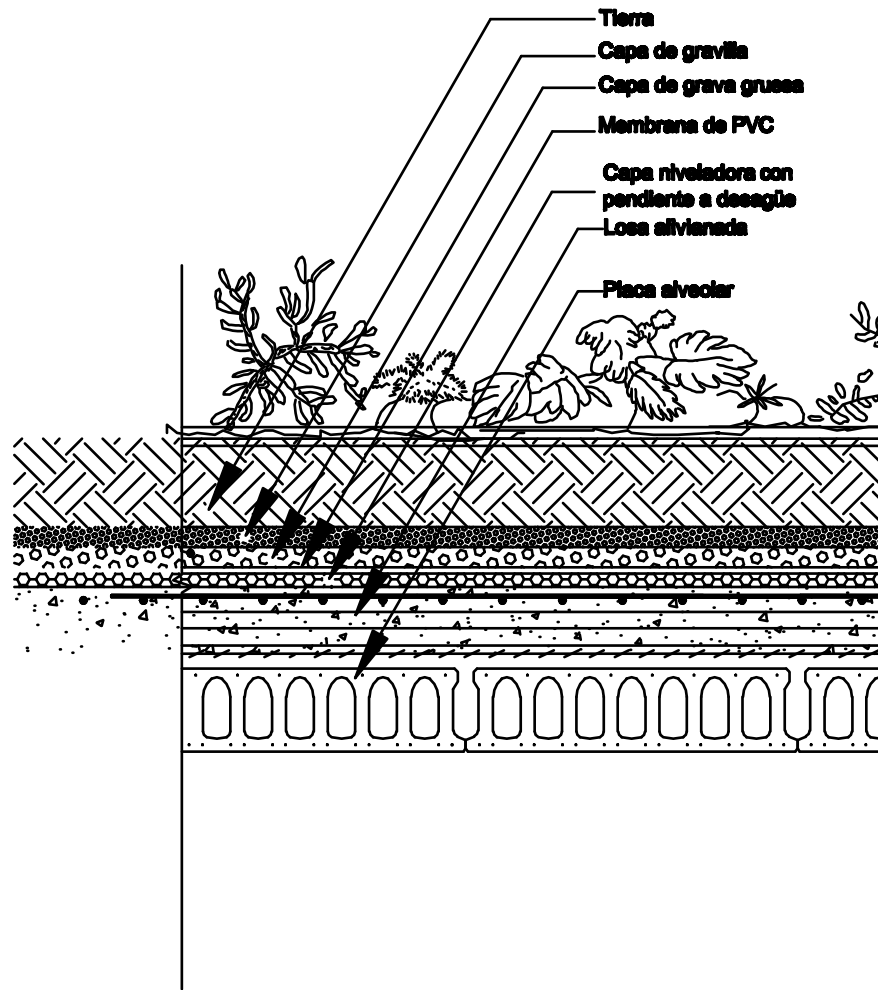 Tierra
Capa de gravilla
Capa de grava gruesa
Membrana de PVC
Capa niveladora con
pendiente a desagüe
Losa alivianada
Placa alveolar